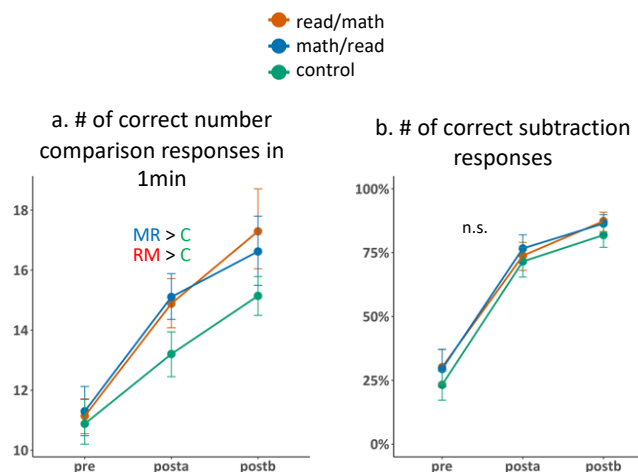 read/math
math/read
control
a. # of correct number
comparison responses in
1min
18
16
14
12
10
MR > C
RM > C
pre
posta
postb
b. # of correct subtraction
responses
100%
75%
50%
25%
0%
n.s.
pre
posta
postb